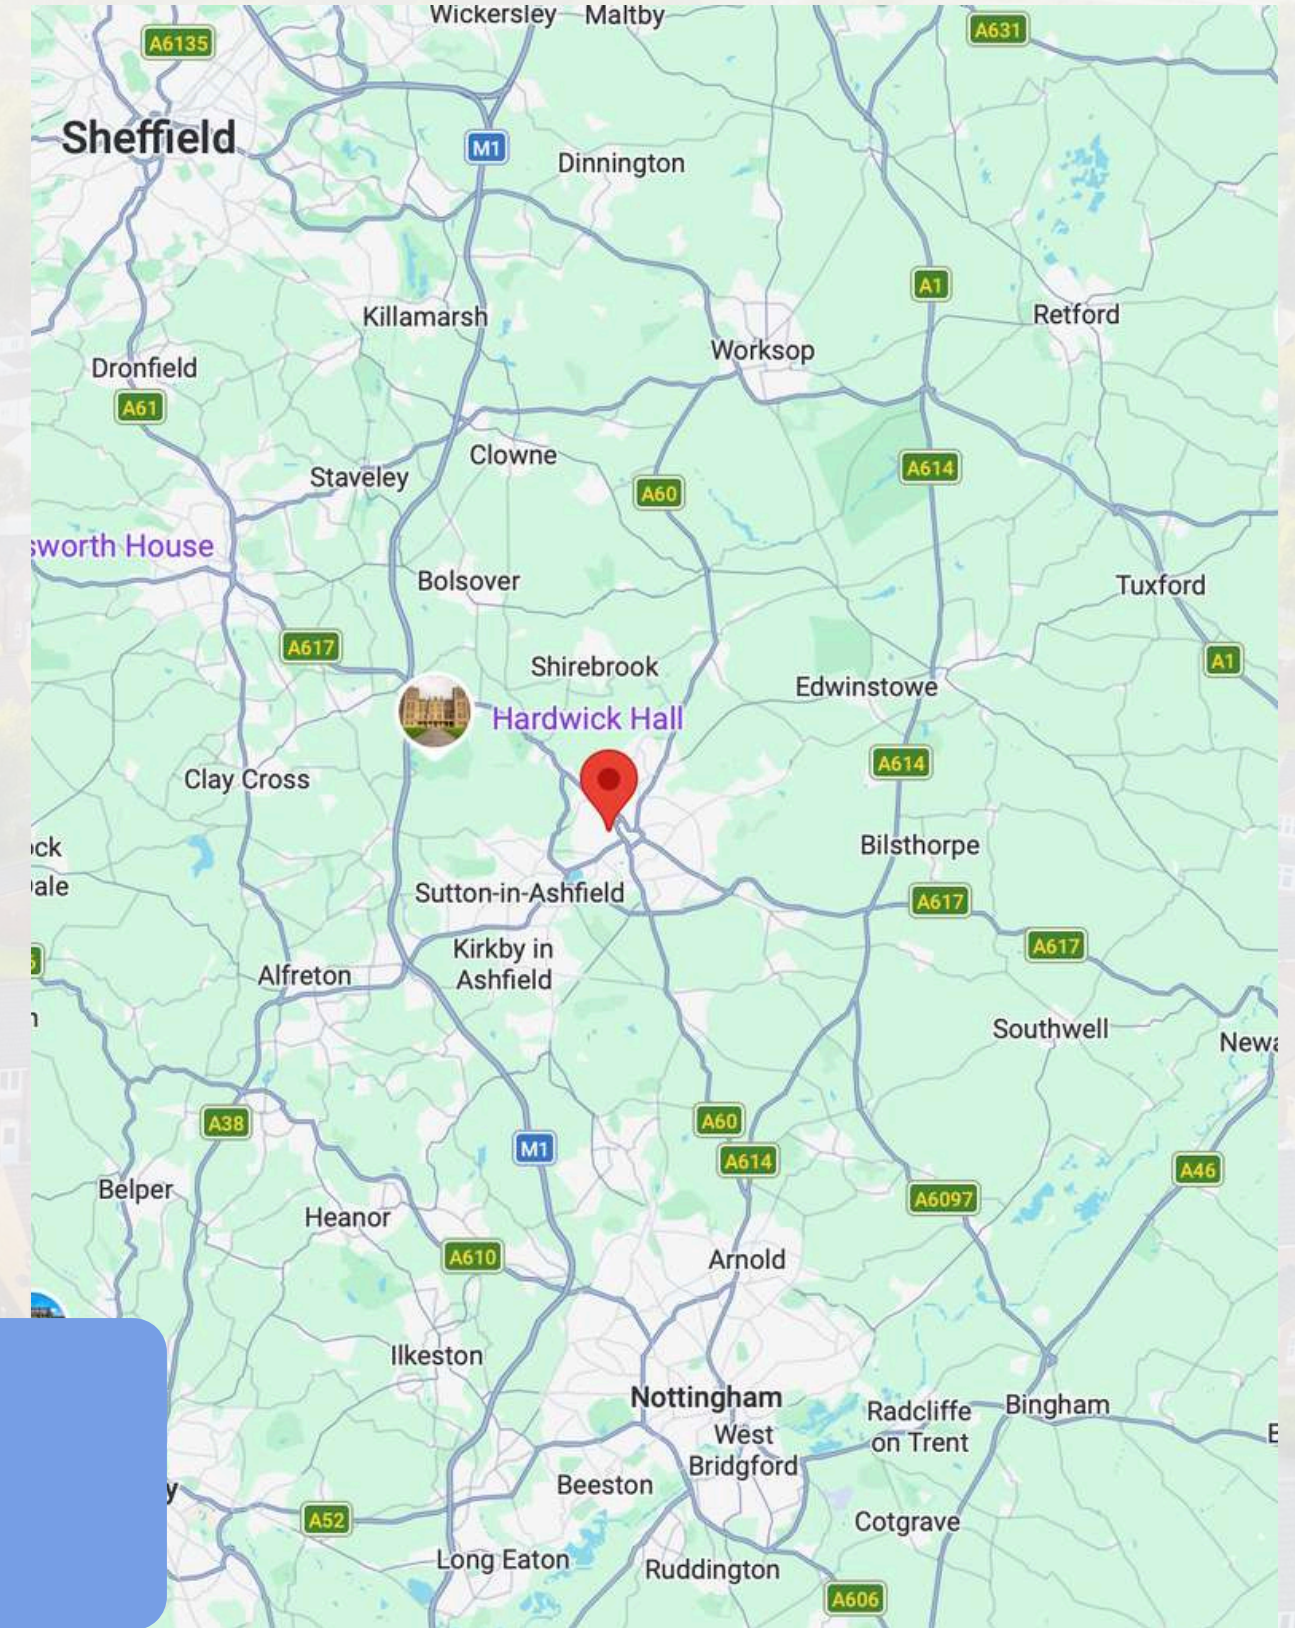 Wickersley
Maltby
A6135
A631
Sheffield
M1
Dinnington
A1
Killamarsh
Retford
Worksop
Dronfield
A61
Clowne
A614
Staveley
A60
sworth House
Bolsover
Tuxford
A617
Shirebrook
A1
Edwinstowe
Hardwick Hall
A614
Clay Cross
ock
Bilsthorpe
ale
Sutton-in-Ashfield
A617
Kirkby in
Ashfield
A617
Alfreton
Southwell
Newa
A38
A60
M1
A614
A46
Belper
A6097
Heanor
A610
Arnold
Ilkeston
Nottingham
Radcliffe
on Trent
Bingham
West
Bridgford
Beeston
y
A52
Cotgrave
Long Eaton
Ruddington
A606